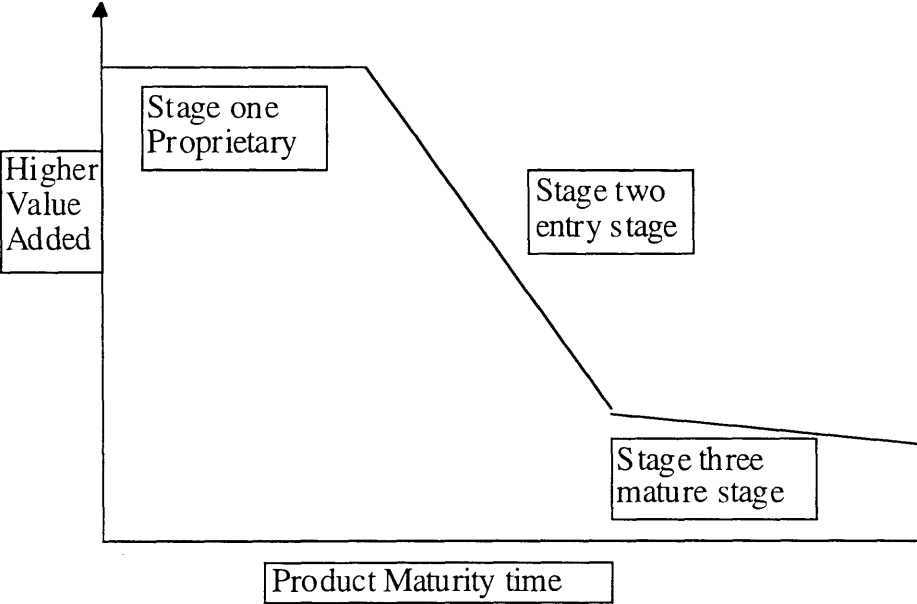 Stage one
Proprietary
Higher
Value
Added
Stage two
entry stage
Stage three
mature stage
Product Maturity time